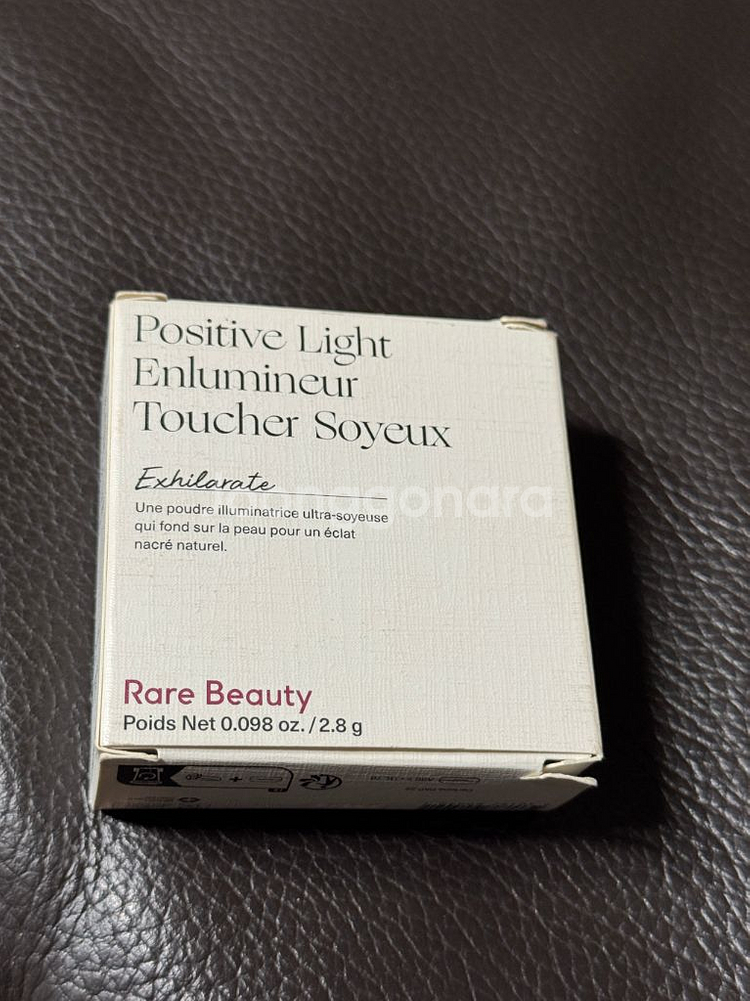 Positive Light
Enlumineur
Toucher Soyeux
Exhilarate
Une poudre illuminatrice ultra-soyeuse
qui fond sur la peau pour un éclat
nacré naturel.
Rare Beauty
Poids Net 0.098 oz. / 2.8 g